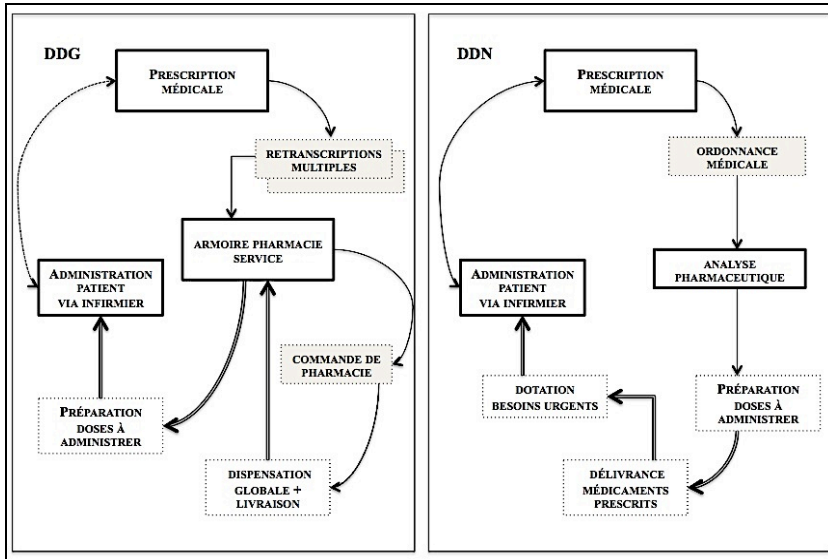 DDG
PRESCRIPTION
MÉDICALE
RETRANSCRIPTIONS
MULTIPLES
ARMOIRE PHARMACIE
SERVICE
ADMINISTRATION
PATIENT
VIA INFIRMIER
COMMANDE DE
PHARMACIE
PRÉPARATION
DOSES À
ADMINISTRER
DISPENSATION
GLOBALE +
LIVRAISON
DDN
PRESCRIPTION
MÉDICALE
ORDONNANCE
MÉDICALE
ANALYSE
PHARMACEUTIQUE
ADMINISTRATION
PATIENT
VIA INFIRMIER
DOTATION
BESOINS URGENTS
PRÉPARATION
DOSES À
ADMINISTRER
DÉLIVRANCE
MÉDICAMENTS
PRESCRITS